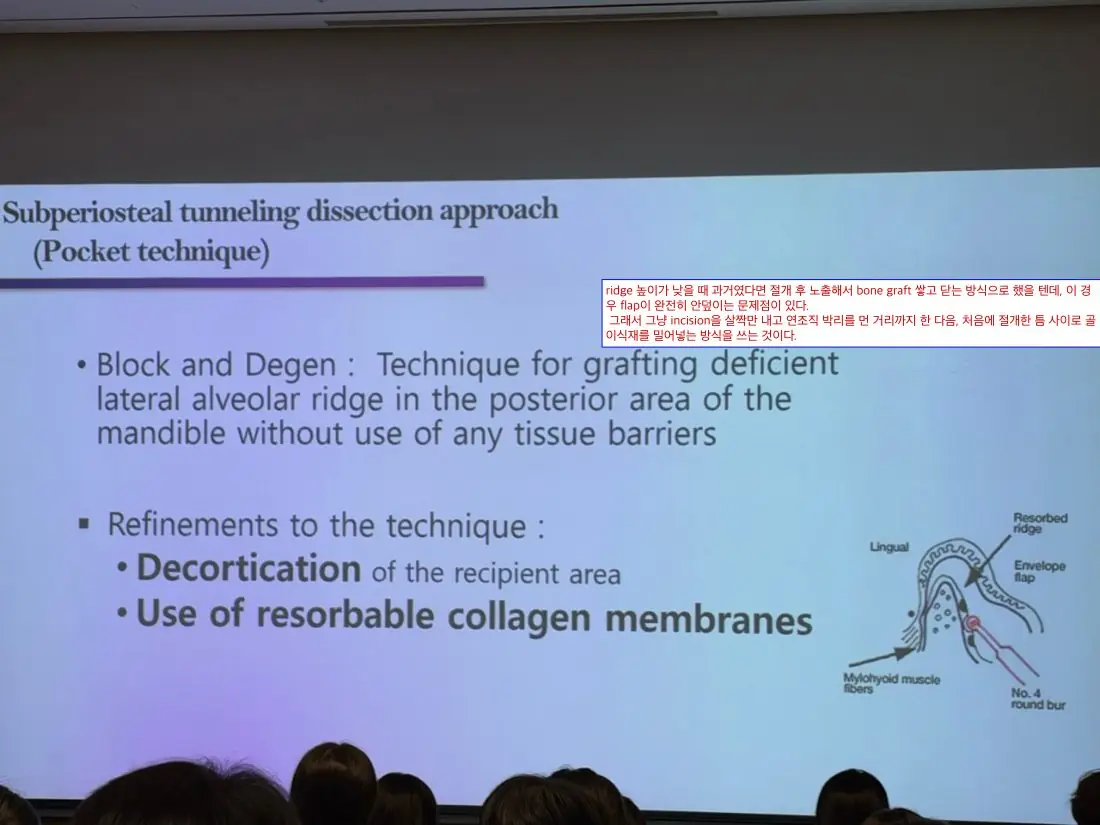 Subperiosteal tunneling dissection approach
(Pocket technique)
ridge 높이가 낮을 때 과거였다면 절개 후 노출해서 bone graft 쌓고 닫는 방식으로 했을 텐데, 이 경
우 flap이 완전히 안덮이는 문제점이 있다.
그래서 그냥 incision을 살짝만 내고 연조직 박리를 먼 거리까지 한 다음, 처음에 절개한 틈 사이로 골
이식재를 밀어넣는 방식을 쓰는 것이다.
• Block and Degen : Technique for grafting deficient
lateral alveolar ridge in the posterior area of the
mandible without use of any tissue barriers
▪ Refinements to the technique :
• Decortication of the recipient area
• Use of resorbable collagen membranes
Resorbed
ridge
Lingual
Envelope
flap
Mylohyoid muscle
fibers
No. 4
round bur